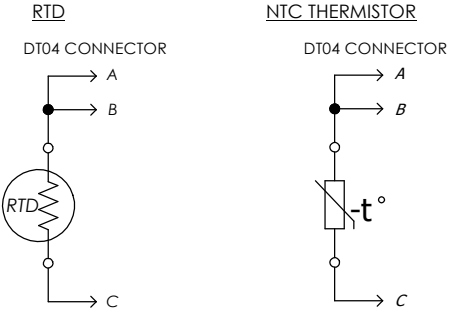 RTD
NTC THERMISTOR
DT04 CONNECTOR
DT04 CONNECTOR
A
A
B
B
RTD
-t°
C
C